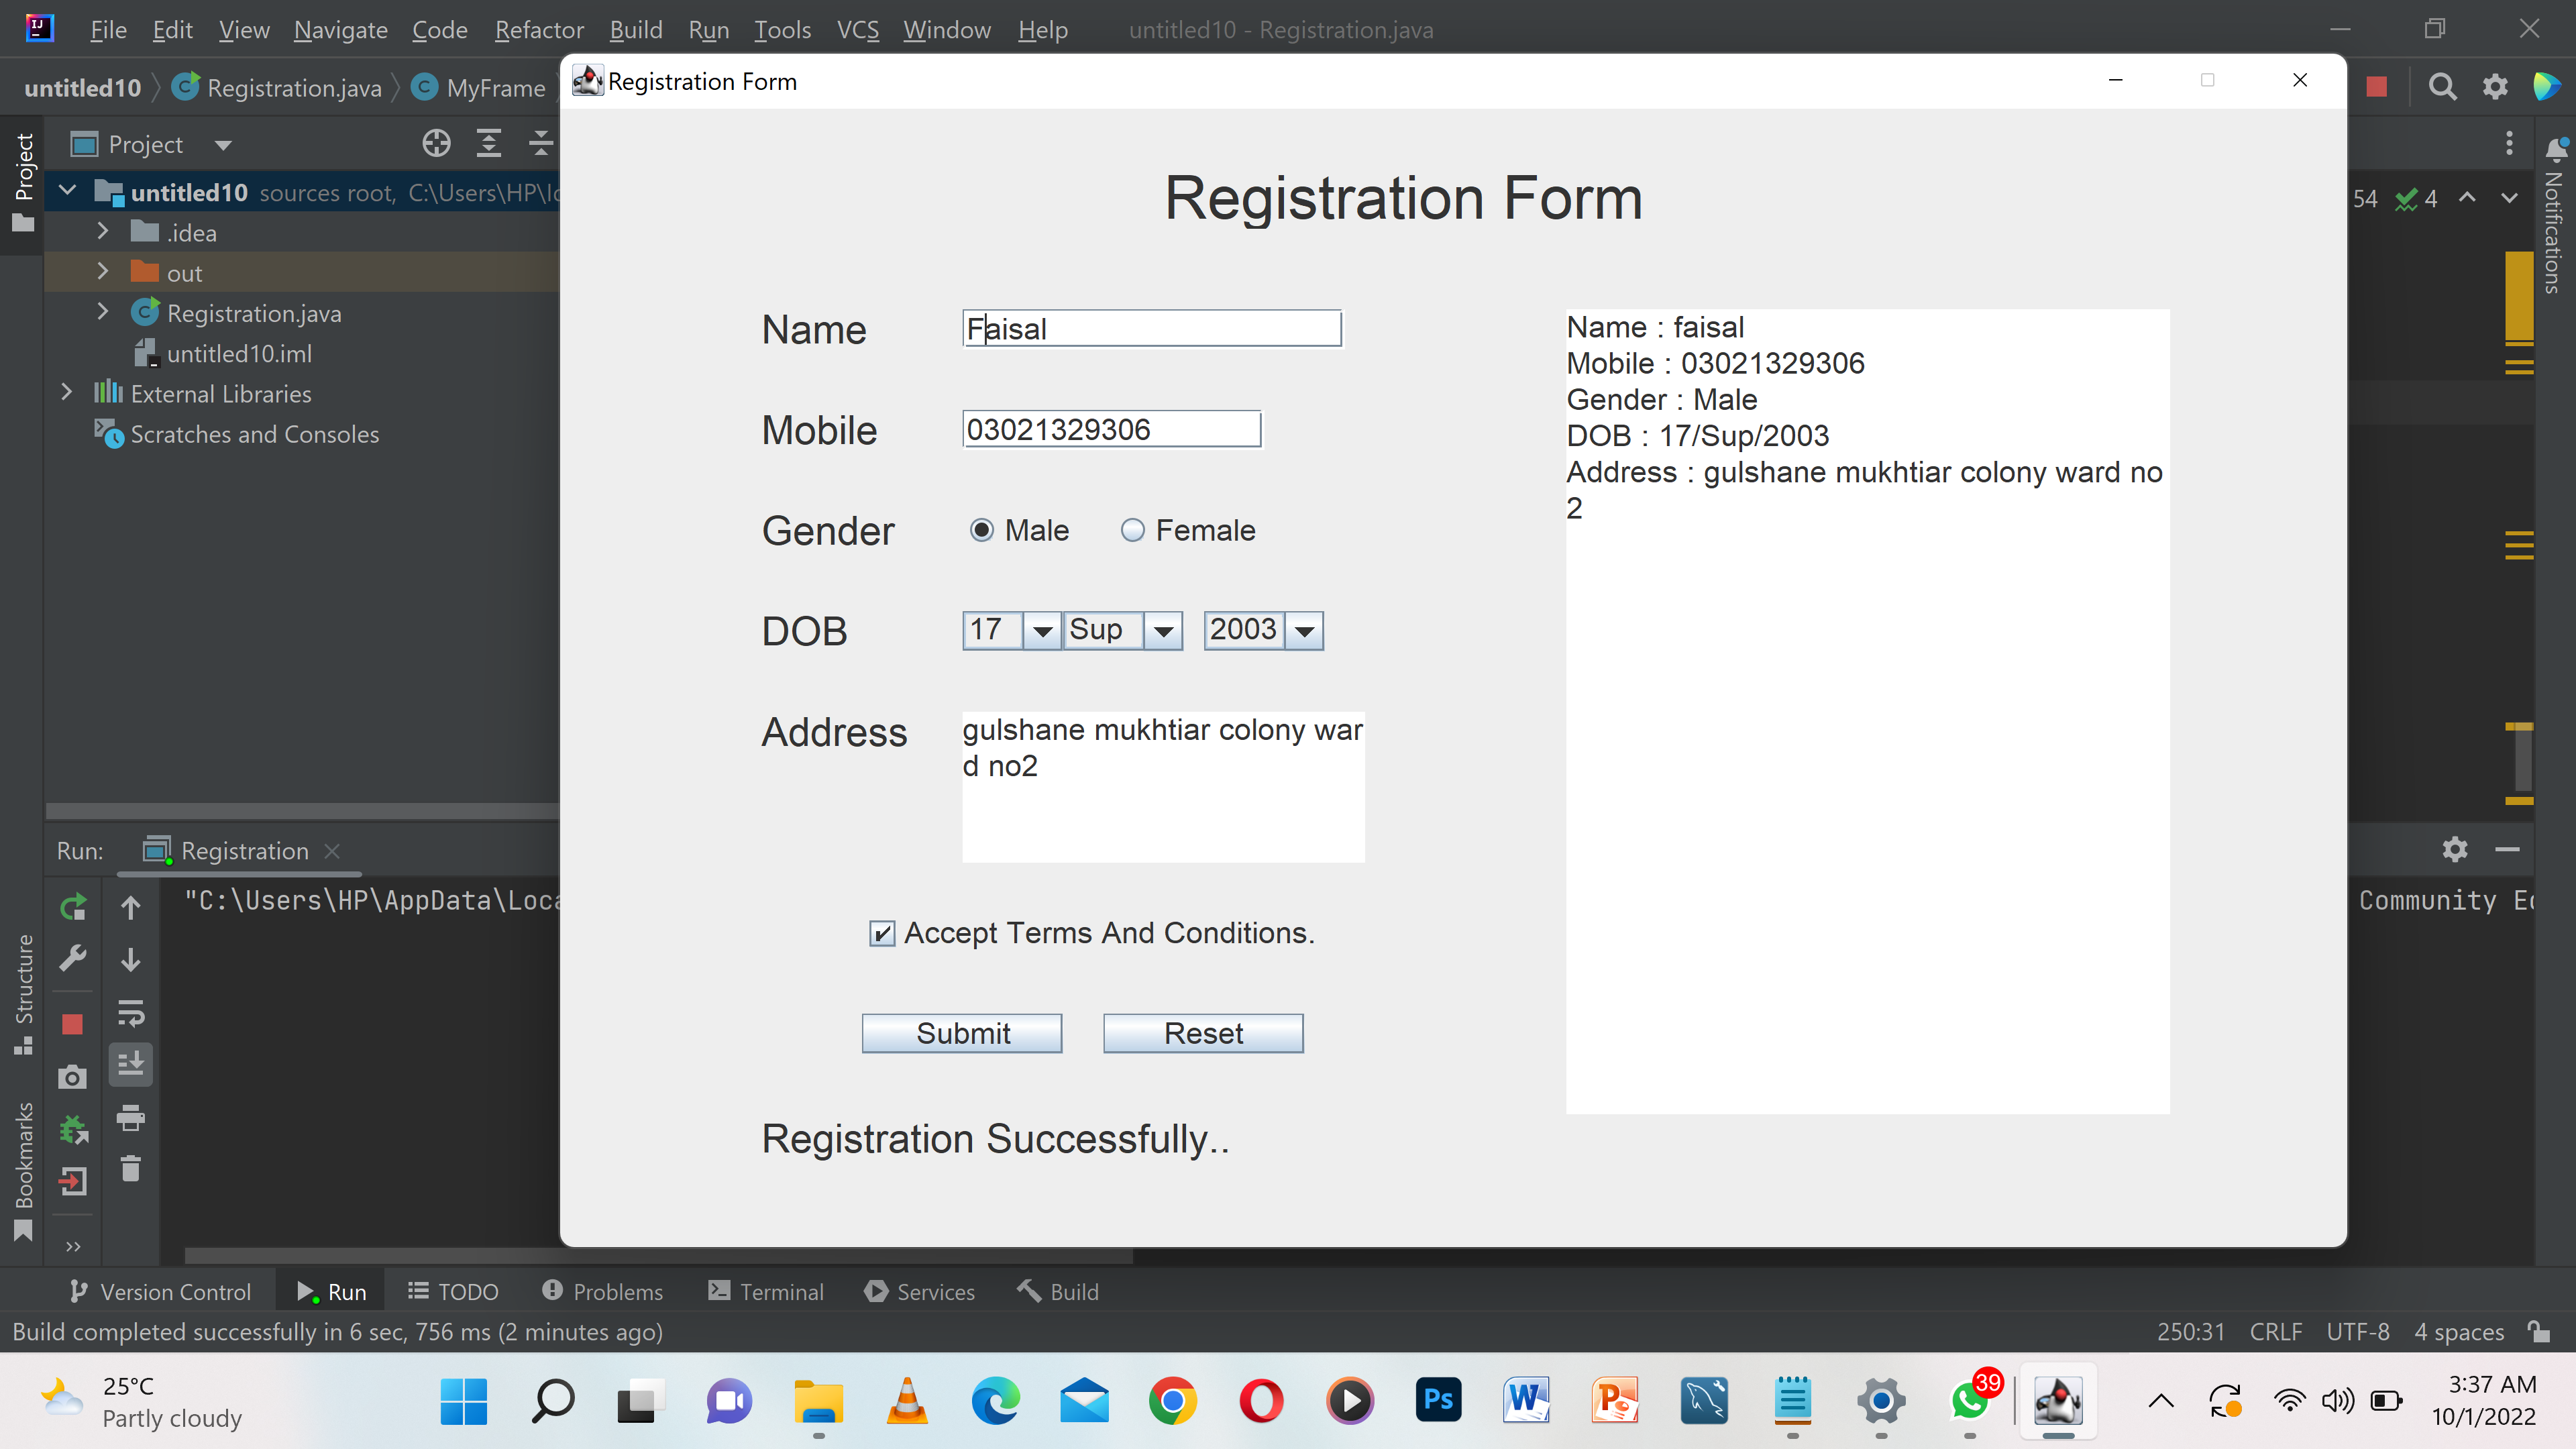 File Edit View Navigate Code Refactor Build Run Tools VCS Window Help untitled10 - Registration.java
untitled10 Registration.java MyFrame
Registration Form
Project
Project
untitled10 sources root, C:\Users\HP\Id
.idea
out
Registration.java
untitled10.iml
External Libraries
Scratches and Consoles
54 4
Notifications
Registration Form
Name Faisal
Mobile 03021329306
Gender Male Female
DOB 17 Sup 2003
Address gulshane mukhtiar colony war
d no2
Accept Terms And Conditions.
Submit Reset
Registration Successfully..
Name : faisal
Mobile : 03021329306
Gender : Male
DOB : 17/Sup/2003
Address : gulshane mukhtiar colony ward no
2
Run: Registration
"C:\Users\HP\AppData\Loca
Community Ed
Structure
Bookmarks
Version Control Run TODO Problems Terminal Services Build
Build completed successfully in 6 sec, 756 ms (2 minutes ago)
250:31 CRLF UTF-8 4 spaces
25°C
Partly cloudy
Ps
39
3:37 AM
10/1/2022